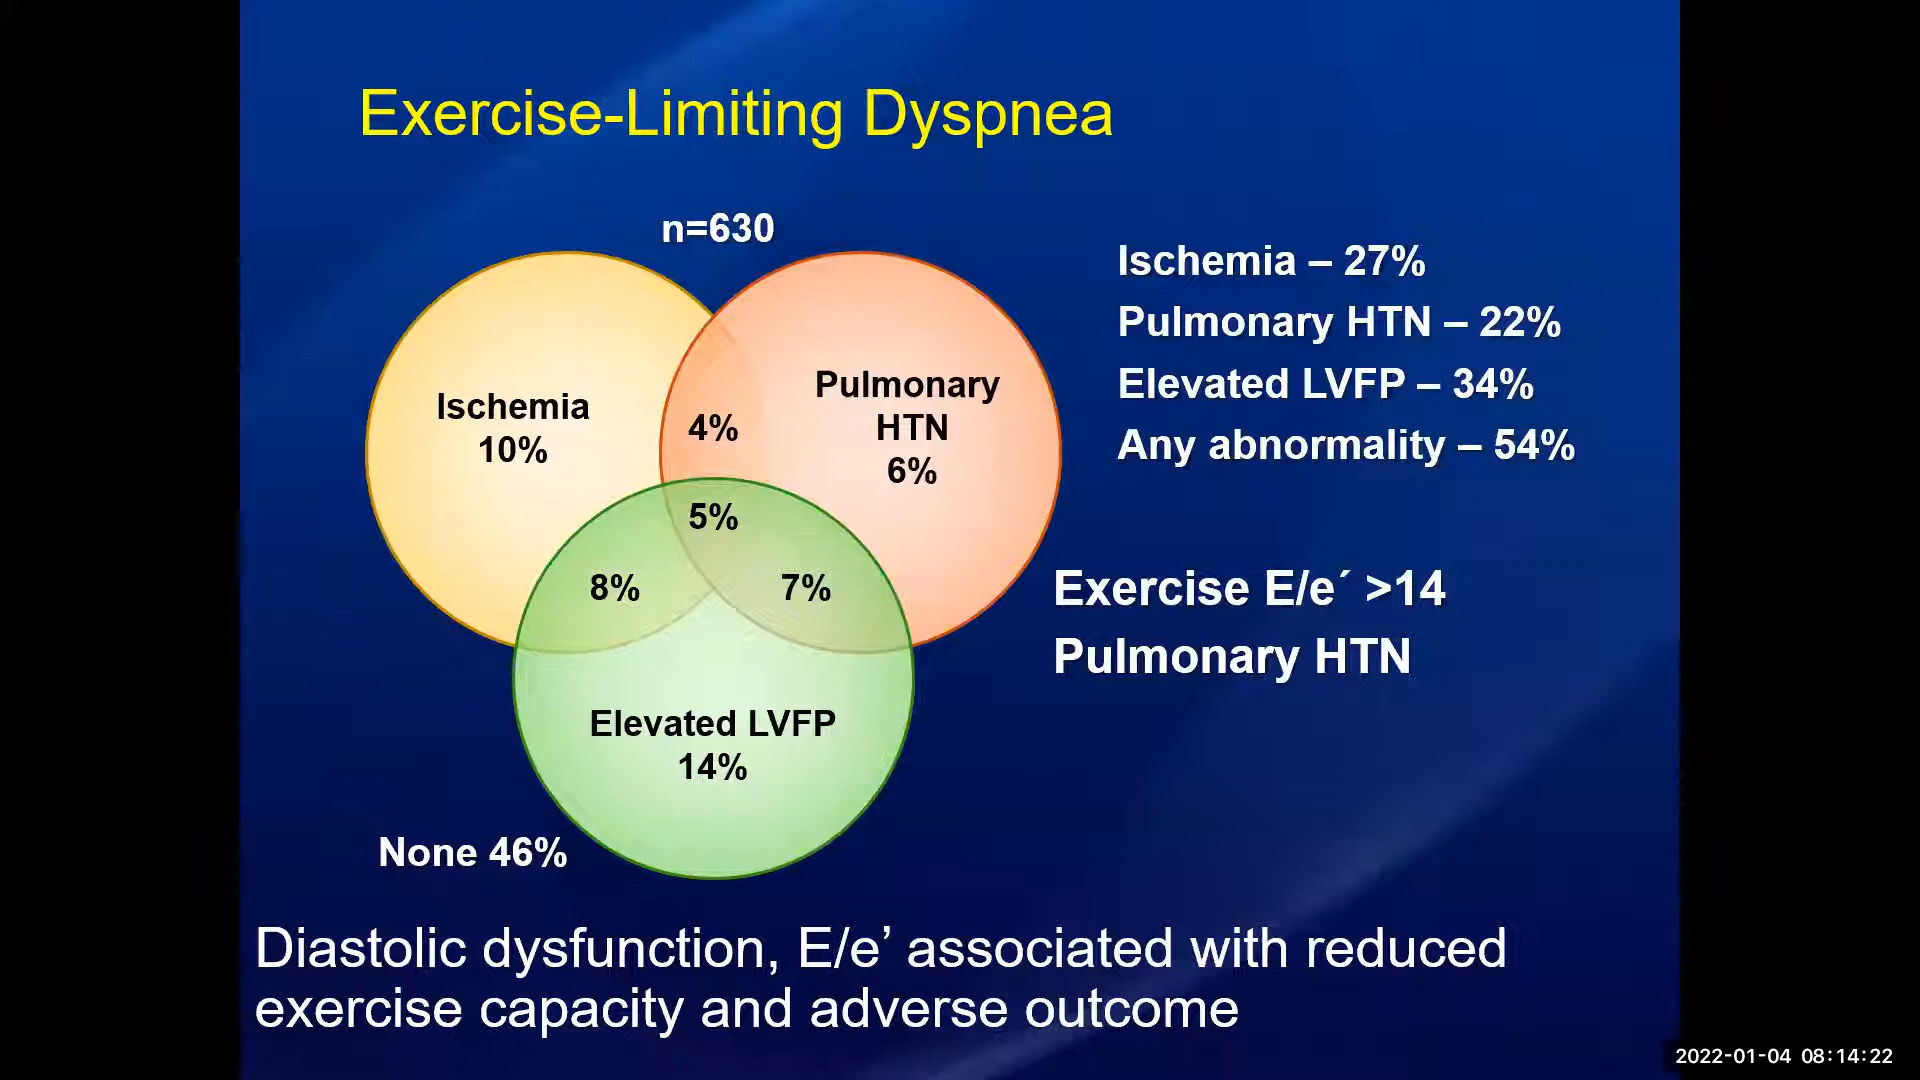 Exercise-Limiting Dyspnea
n=630
Ischemia – 27%
Pulmonary HTN – 22%
Elevated LVFP – 34%
Any abnormality – 54%
Ischemia
10%
4%
Pulmonary
HTN
6%
5%
8%
7%
Exercise E/e´ >14
Pulmonary HTN
Elevated LVFP
14%
None 46%
Diastolic dysfunction, E/e’ associated with reduced
exercise capacity and adverse outcome
2022-01-04 08:14:22